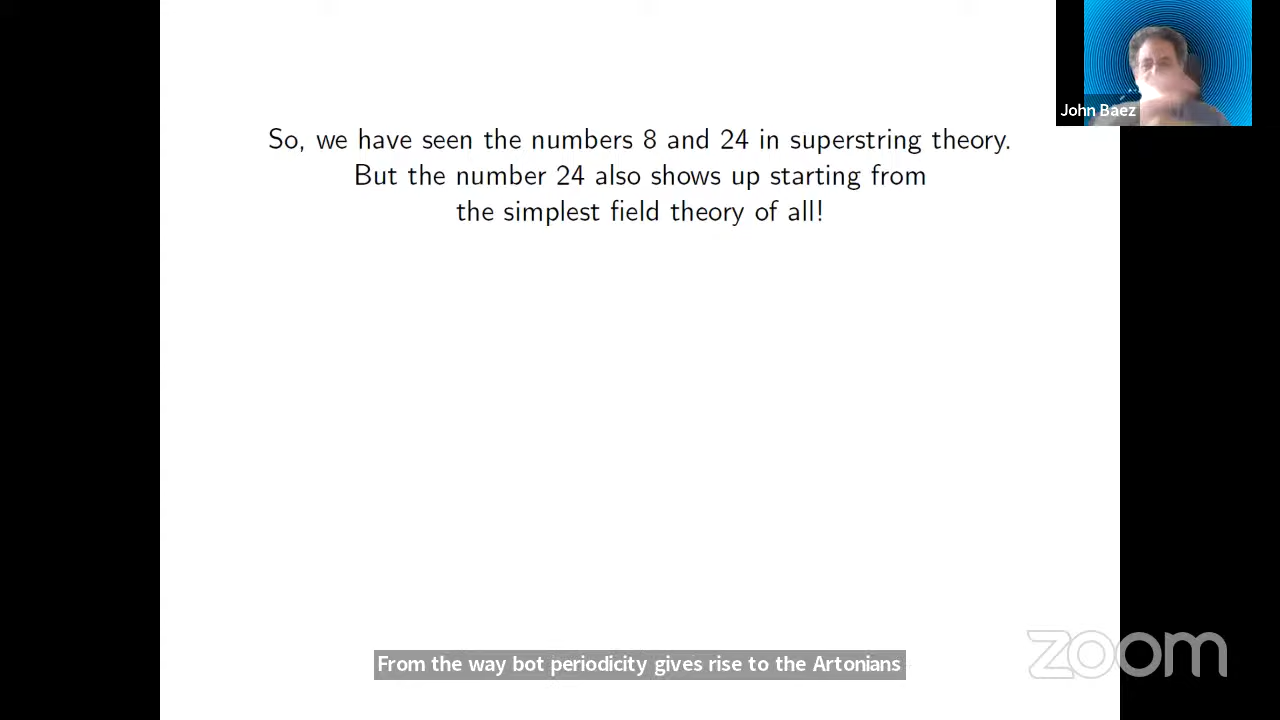 John Baez
So, we have seen the numbers 8 and 24 in superstring theory.
But the number 24 also shows up starting from
the simplest field theory of all!
From the way bot periodicity gives rise to the Artonians
zoom